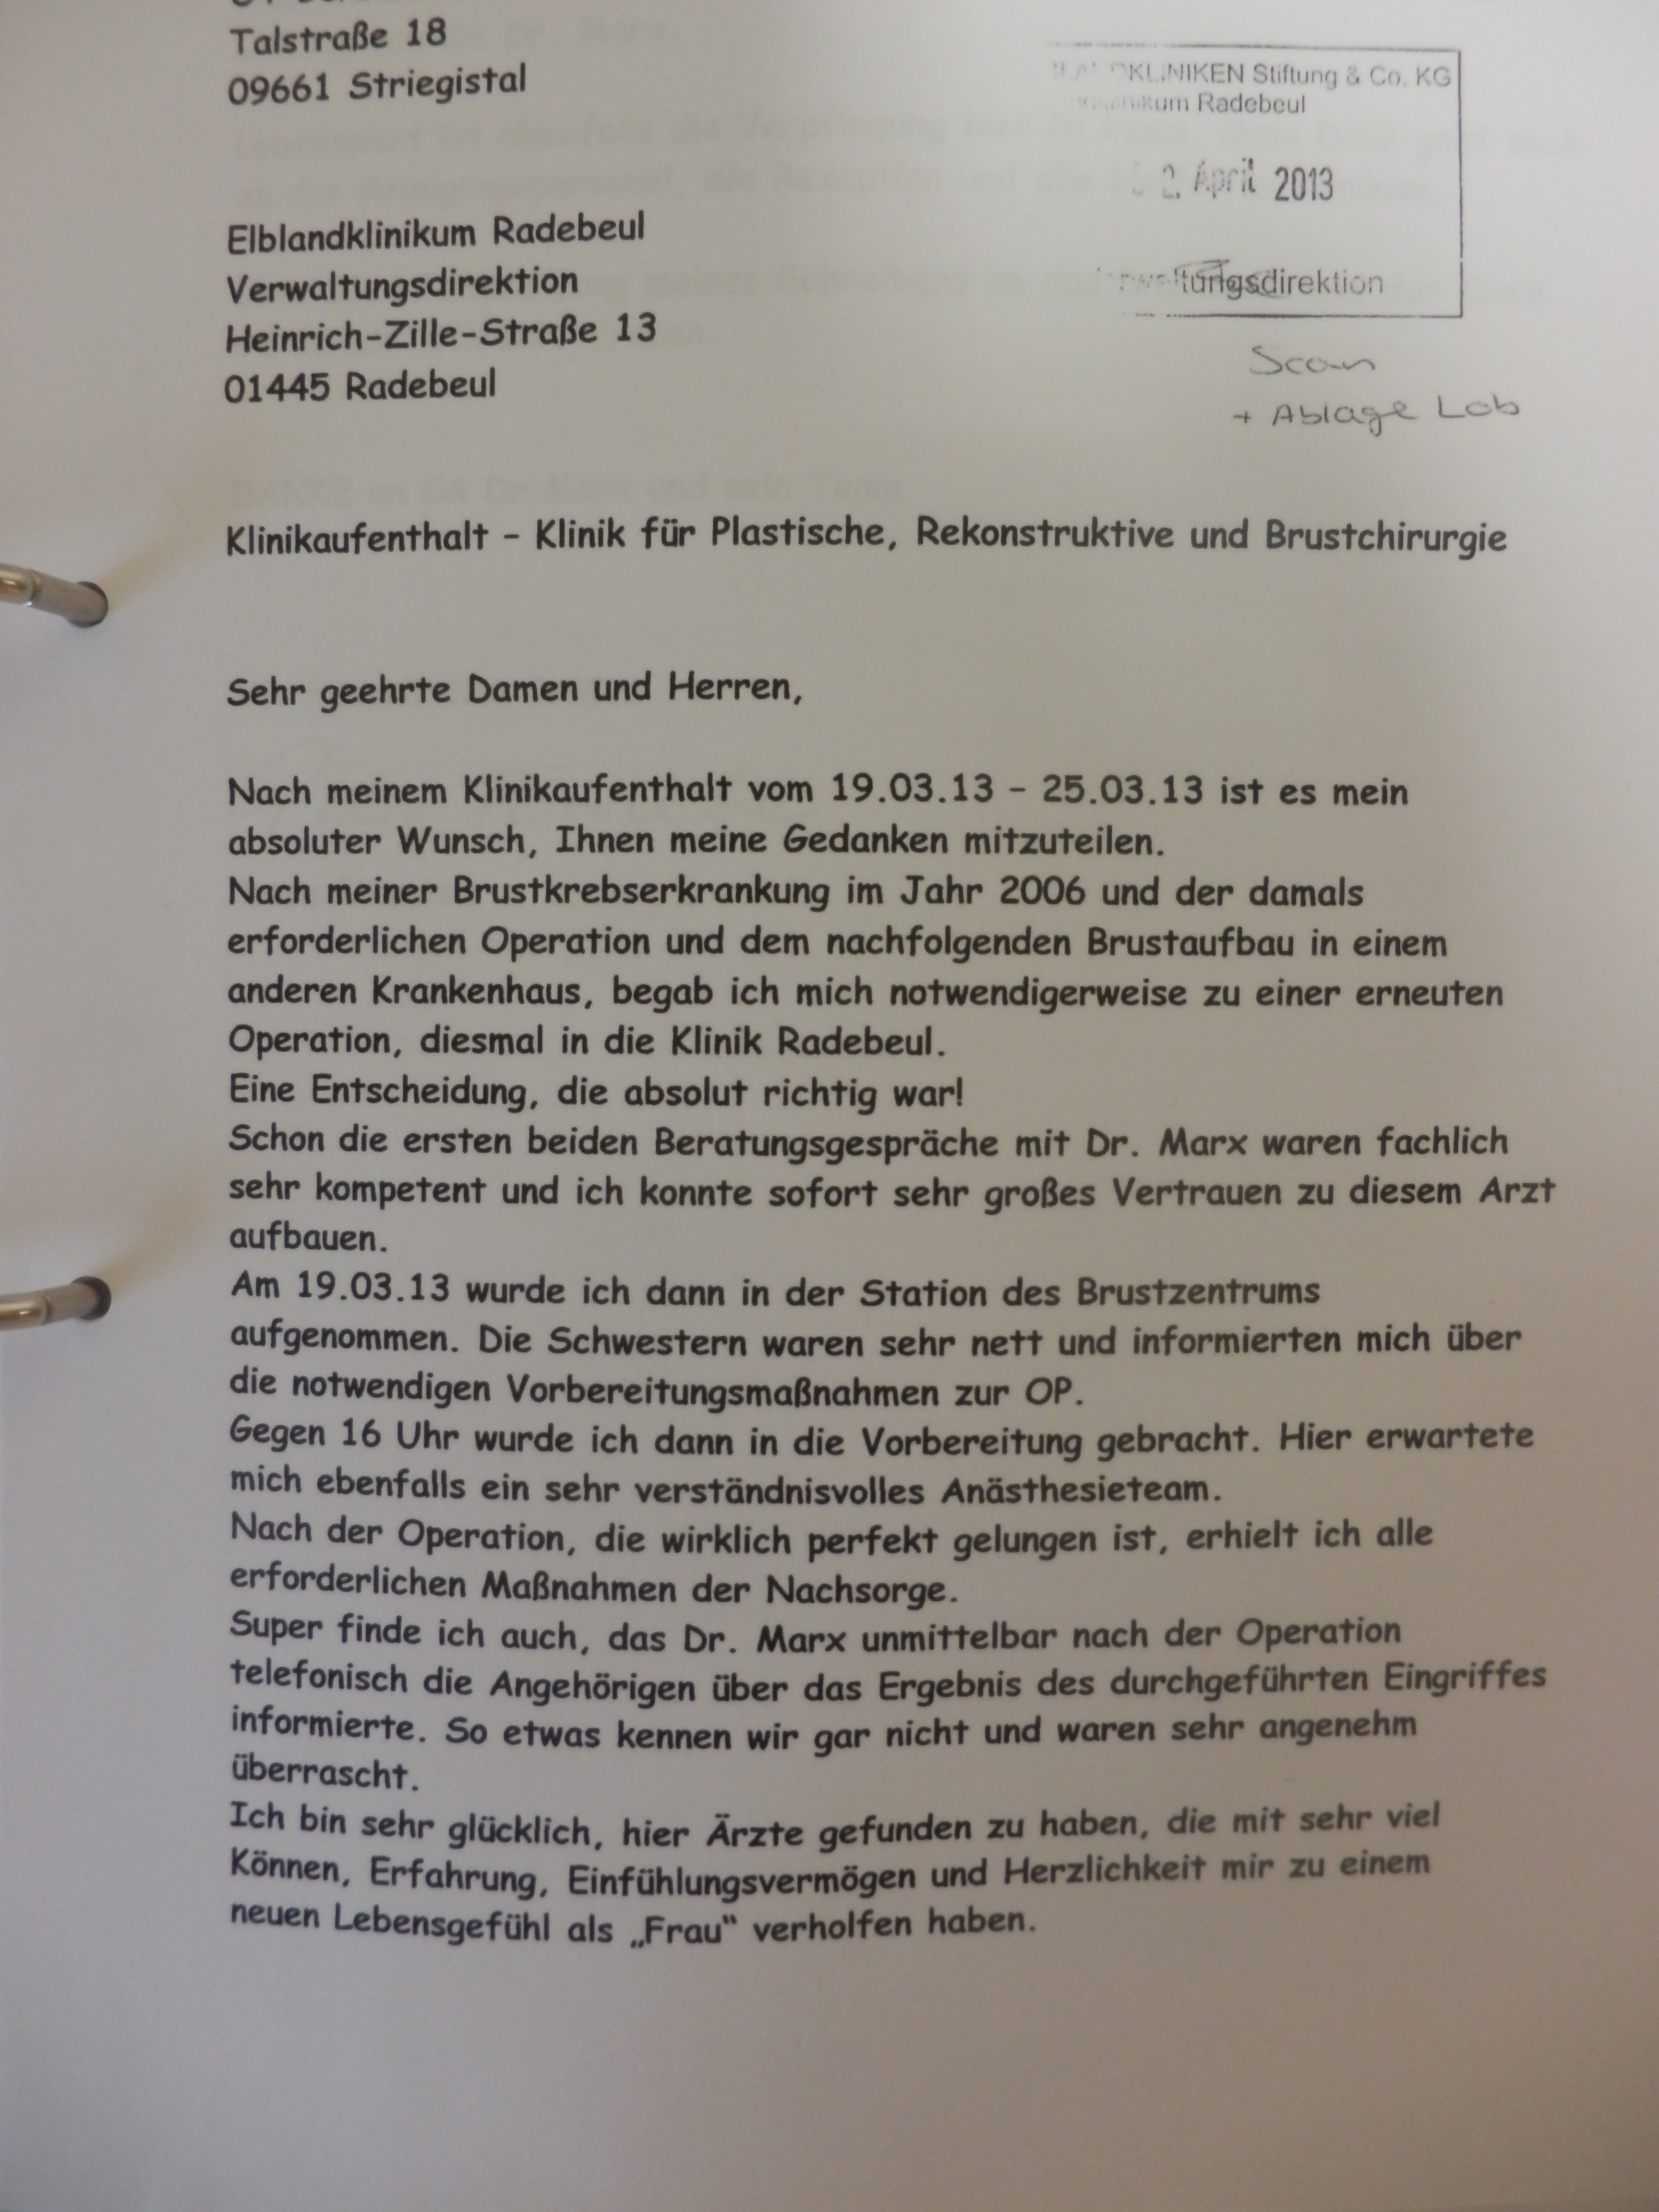 Talstraße 18
09661 Striegistal
KLINIKEN Stiftung & Co. KG
Radebeul
2. April 2013
Elblandklinikum Radebeul
Verwaltungsdirektion
Heinrich-Zille-Straße 13
01445 Radebeul
tungsdirektion
Scan
+ Ablage Lob
DANKE an CA Dr. Marx und sein Team
Klinikaufenthalt - Klinik für Plastische, Rekonstruktive und Brustchirurgie
Sehr geehrte Damen und Herren,
Nach meinem Klinikaufenthalt vom 19.03.13 - 25.03.13 ist es mein
absoluter Wunsch, Ihnen meine Gedanken mitzuteilen.
Nach meiner Brustkrebserkrankung im Jahr 2006 und der damals
erforderlichen Operation und dem nachfolgenden Brustaufbau in einem
anderen Krankenhaus, begab ich mich notwendigerweise zu einer erneuten
Operation, diesmal in die Klinik Radebeul.
Eine Entscheidung, die absolut richtig war!
Schon die ersten beiden Beratungsgespräche mit Dr. Marx waren fachlich
sehr kompetent und ich konnte sofort sehr großes Vertrauen zu diesem Arzt
aufbauen.
Am 19.03.13 wurde ich dann in der Station des Brustzentrums
aufgenommen. Die Schwestern waren sehr nett und informierten mich über
die notwendigen Vorbereitungsmaßnahmen zur OP.
Gegen 16 Uhr wurde ich dann in die Vorbereitung gebracht. Hier erwartete
mich ebenfalls ein sehr verständnisvolles Anästhesieteam.
Nach der Operation, die wirklich perfekt gelungen ist, erhielt ich alle
erforderlichen Maßnahmen der Nachsorge.
Super finde ich auch, das Dr. Marx unmittelbar nach der Operation
telefonisch die Angehörigen über das Ergebnis des durchgeführten Eingriffes
informierte. So etwas kennen wir gar nicht und waren sehr angenehm
überrascht.
Ich bin sehr glücklich, hier Ärzte gefunden zu haben, die mit sehr viel
Können, Erfahrung, Einfühlungsvermögen und Herzlichkeit mir zu einem
neuen Lebensgefühl als „Frau“ verholfen haben.